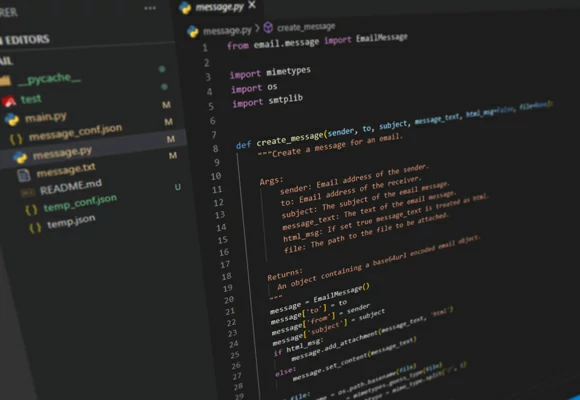 RER
...
N EDITORS
AIL
__pycache__
test
main.py M
message_conf.json M
message.py M
message.txt M
README.md
temp_conf.json U
temp.json
message.py X
message.py > create_message
1 from email.message import EmailMessage
2
3 import mimetypes
4 import os
5 import smtplib
6
7 def create_message(sender, to, subject, message_text, html_msg=False, file=None):
8 """Create a message for an email.
9
10 Args:
11 sender: Email address of the sender.
12 to: Email address of the receiver.
13 subject: The subject of the email message.
14 message_text: The text of the email message.
15 html_msg: If set true message_text is treated as html.
16 file: The path to the file to be attached.
17
18 Returns:
19 An object containing a base64url encoded email object.
20 """
21 message = EmailMessage()
22 message['to'] = to
23 message['from'] = sender
24 message['subject'] = subject
25 if html_msg:
26 message.add_attachment(message_text, 'html')
27 else:
28 message.set_content(message_text)
29
file:
= os.path.basename(file)
= mimetypes.guess_type(file)
= mime_type.split('/', 1)